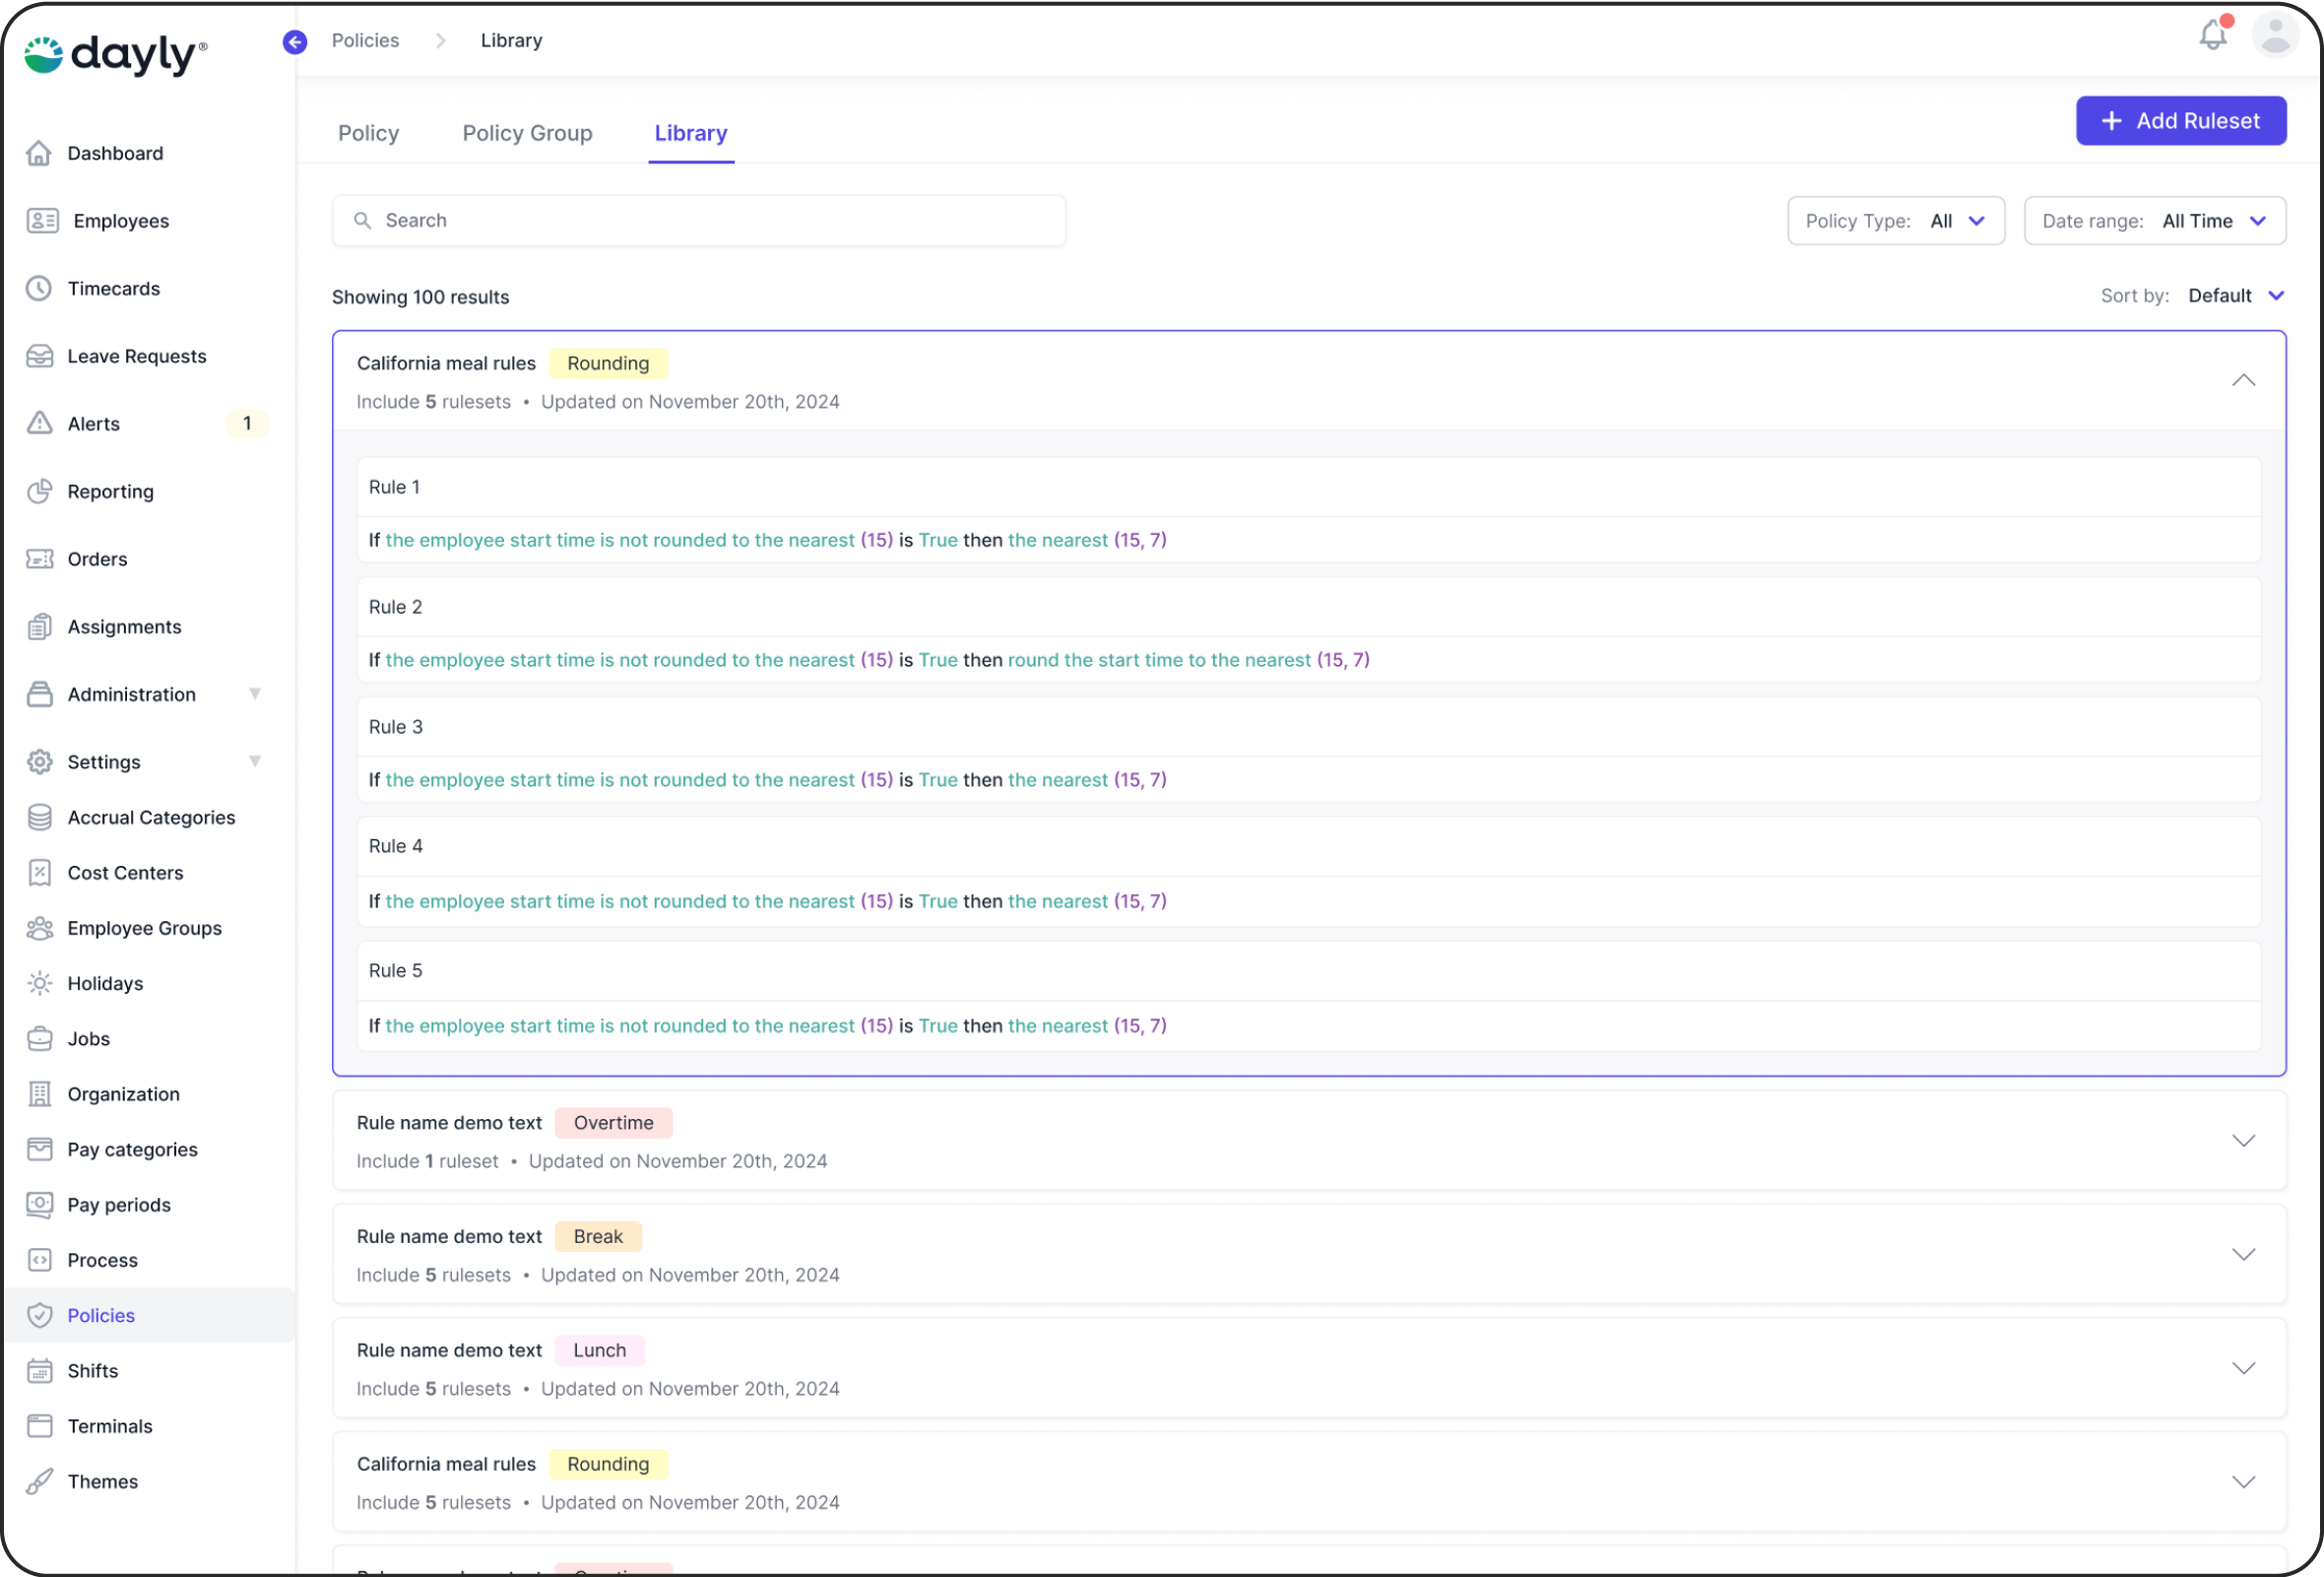 dayly®
Policies
Library
Dashboard
Employees
Timecards
Leave Requests
Alerts
1
Reporting
Orders
Assignments
Administration
Settings
Accrual Categories
Cost Centers
Employee Groups
Holidays
Jobs
Organization
Pay categories
Pay periods
Process
Policies
Shifts
Terminals
Themes
Policy
Policy Group
Library
+ Add Ruleset
Search
Policy Type: All
Date range: All Time
Showing 100 results
Sort by: Default
California meal rules Rounding
Include 5 rulesets • Updated on November 20th, 2024
Rule 1
If the employee start time is not rounded to the nearest (15) is True then the nearest (15, 7)
Rule 2
If the employee start time is not rounded to the nearest (15) is True then round the start time to the nearest (15, 7)
Rule 3
If the employee start time is not rounded to the nearest (15) is True then the nearest (15, 7)
Rule 4
If the employee start time is not rounded to the nearest (15) is True then the nearest (15, 7)
Rule 5
If the employee start time is not rounded to the nearest (15) is True then the nearest (15, 7)
Rule name demo text Overtime
Include 1 ruleset • Updated on November 20th, 2024
Rule name demo text Break
Include 5 rulesets • Updated on November 20th, 2024
Rule name demo text Lunch
Include 5 rulesets • Updated on November 20th, 2024
California meal rules Rounding
Include 5 rulesets • Updated on November 20th, 2024